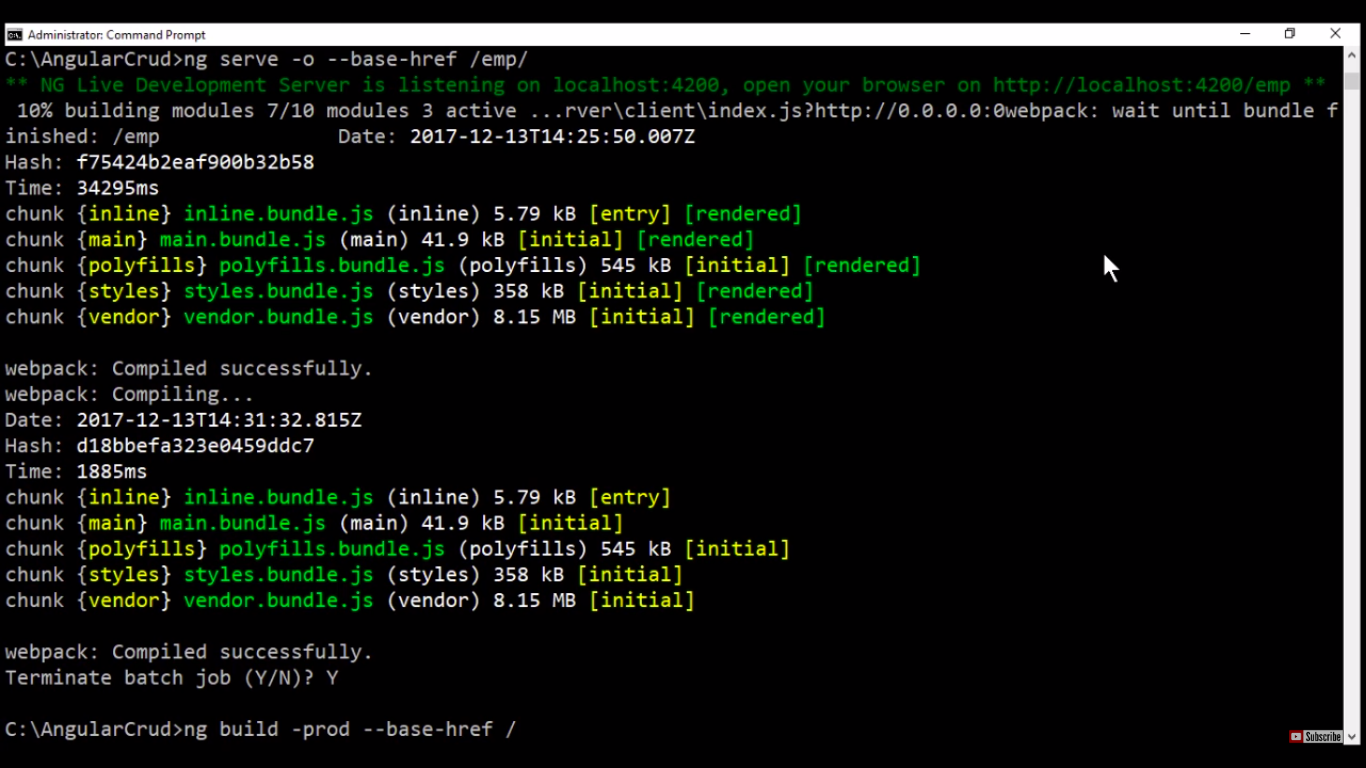 Administrator: Command Prompt
C:\AngularCrud>ng serve -o --base-href /emp/
** NG Live Development Server is listening on localhost:4200, open your browser on http://localhost:4200/emp **
 10% building modules 7/10 modules 3 active ...rver\client\index.js?http://0.0.0.0:0webpack: wait until bundle f
inished: /emp               Date: 2017-12-13T14:25:50.007Z
Hash: f75424b2eaf900b32b58
Time: 34295ms
chunk {inline} inline.bundle.js (inline) 5.79 kB [entry] [rendered]
chunk {main} main.bundle.js (main) 41.9 kB [initial] [rendered]
chunk {polyfills} polyfills.bundle.js (polyfills) 545 kB [initial] [rendered]
chunk {styles} styles.bundle.js (styles) 358 kB [initial] [rendered]
chunk {vendor} vendor.bundle.js (vendor) 8.15 MB [initial] [rendered]
webpack: Compiled successfully.
webpack: Compiling...
Date: 2017-12-13T14:31:32.815Z
Hash: d18bbefa323e0459ddc7
Time: 1885ms
chunk {inline} inline.bundle.js (inline) 5.79 kB [entry]
chunk {main} main.bundle.js (main) 41.9 kB [initial]
chunk {polyfills} polyfills.bundle.js (polyfills) 545 kB [initial]
chunk {styles} styles.bundle.js (styles) 358 kB [initial]
chunk {vendor} vendor.bundle.js (vendor) 8.15 MB [initial]
webpack: Compiled successfully.
Terminate batch job (Y/N)? Y
C:\AngularCrud>ng build -prod --base-href /
Subscribe